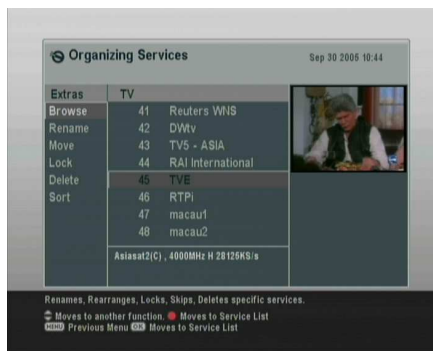 Organizing Services
Sep 30 2005 10:44
Extras
TV
Browse
41 Reuters WNS
Rename
42 DWtv
Move
43 TV5 - ASIA
Lock
44 RAI International
Delete
45 TVE
Sort
46 RTPi
47 macau1
48 macau2
Asiasat2(C) , 4000MHz H 28125KS/s
Renames, Rearranges, Locks, Skips, Deletes specific services.
Moves to another function. Moves to Service List
MENU Previous Menu OK Moves to Service List